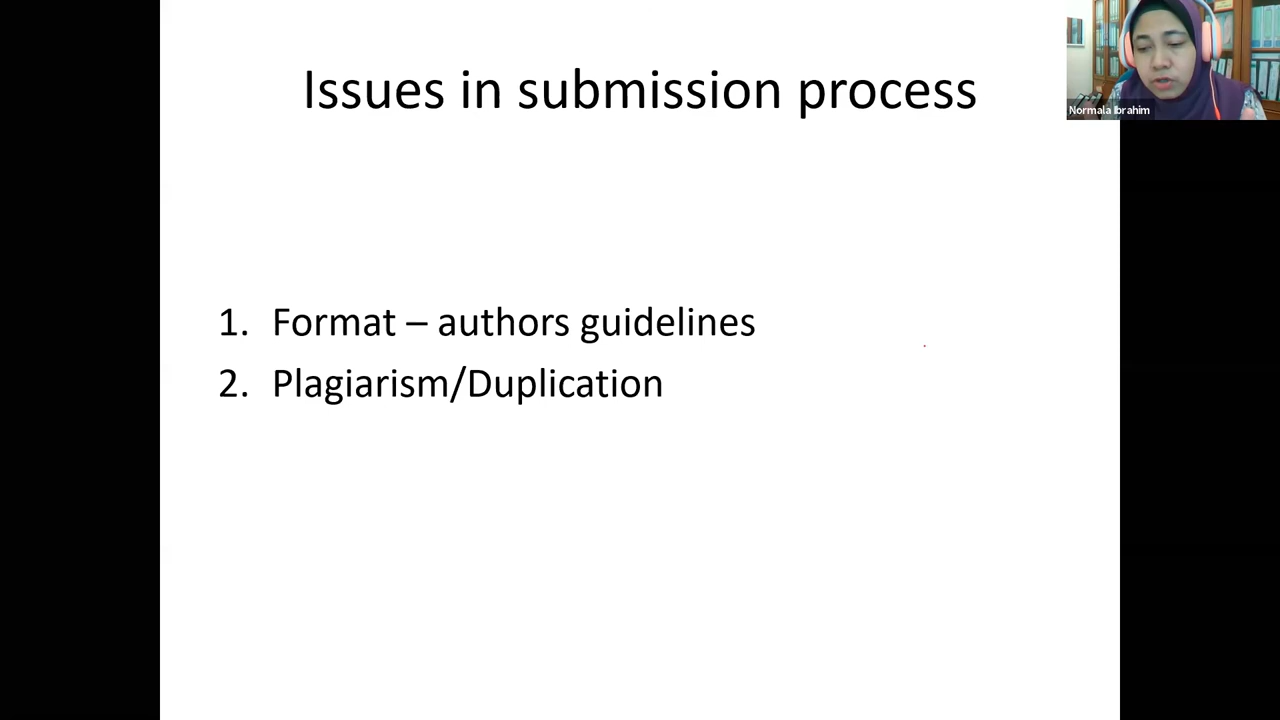 Issues in submission process
Normala Ibrahim
1. Format – authors guidelines
2. Plagiarism/Duplication